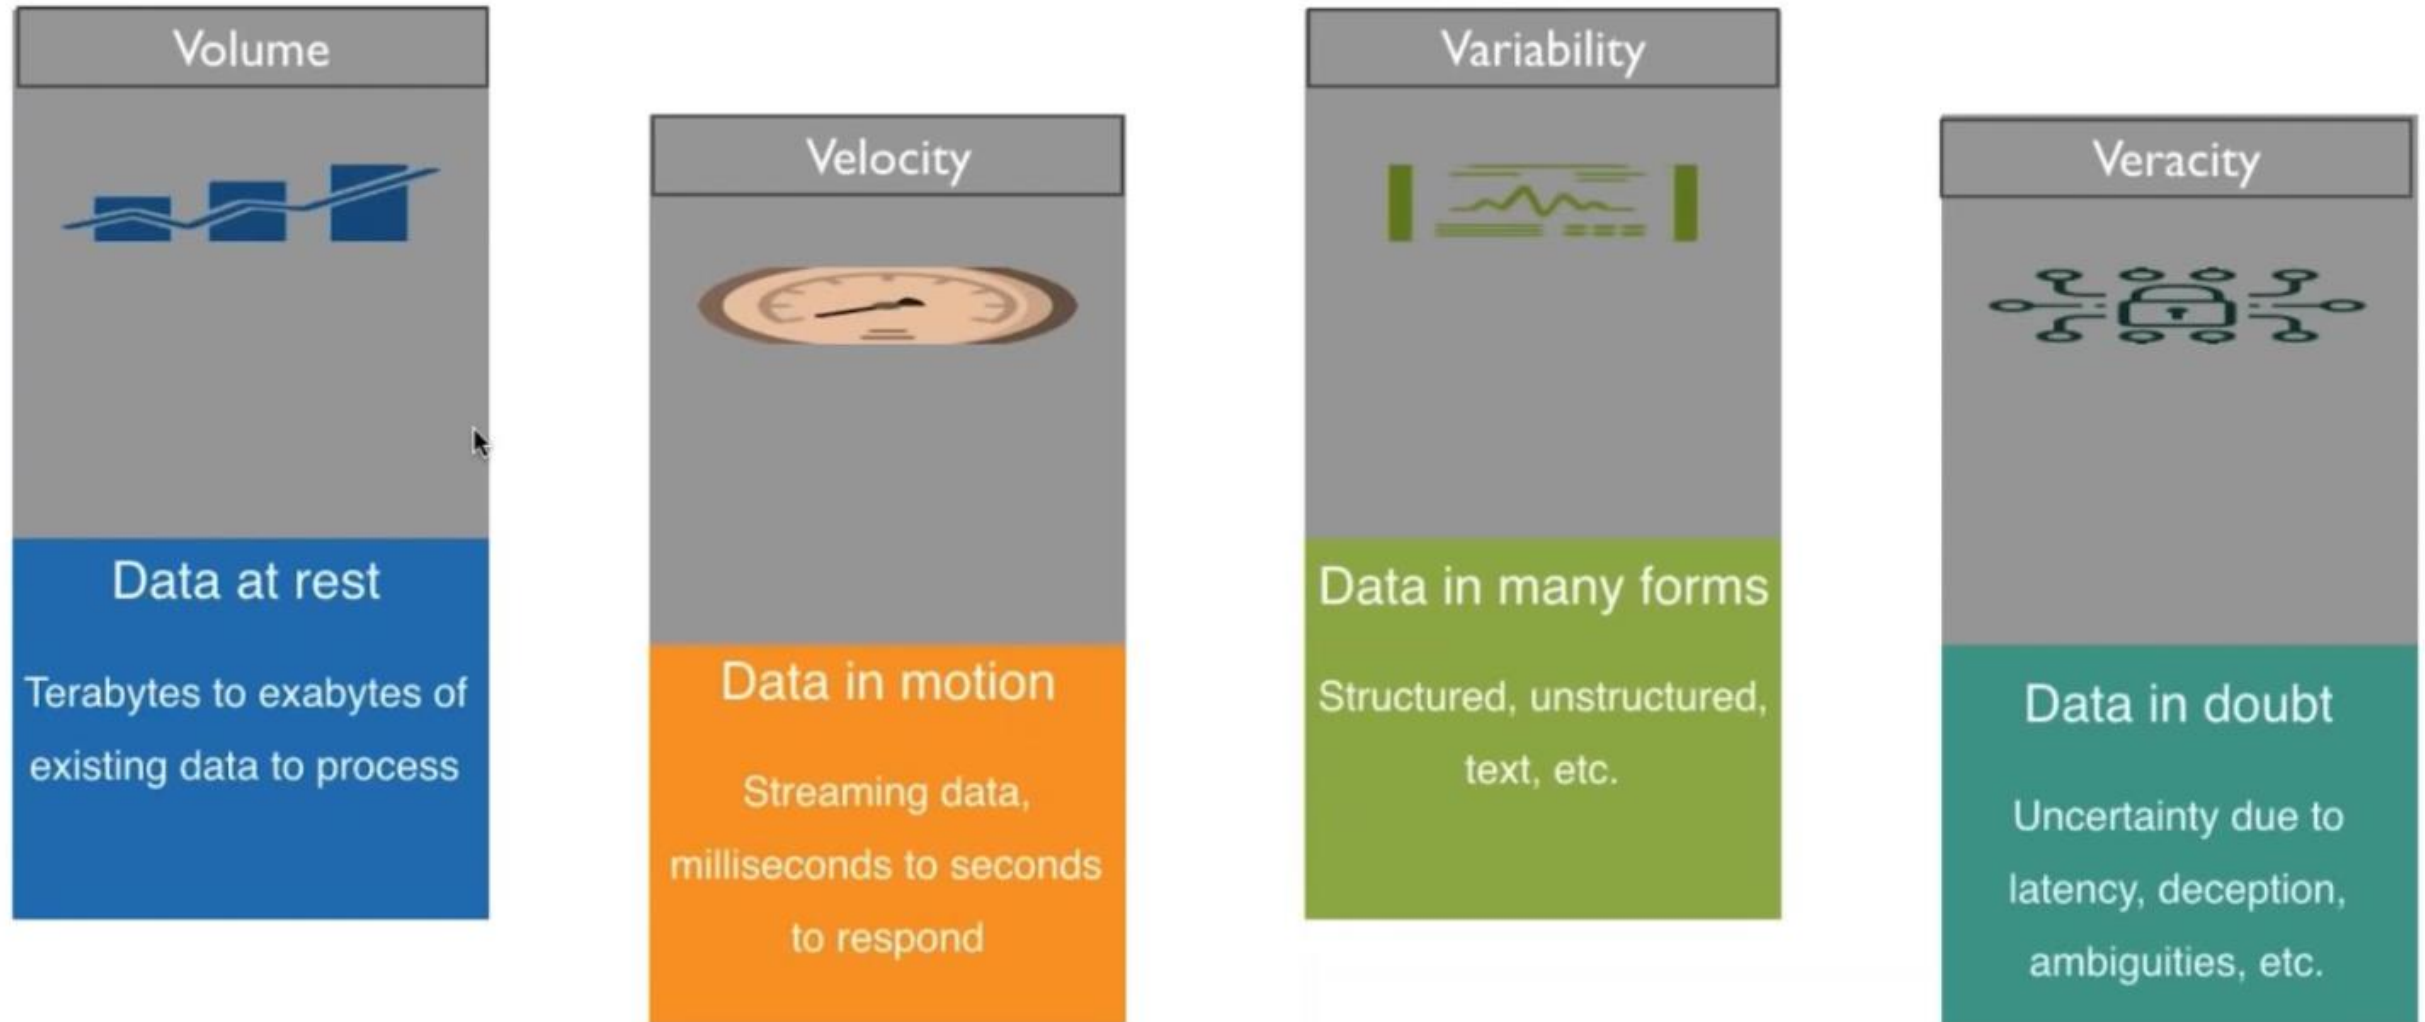 Volume
Data at rest
Terabytes to exabytes of
existing data to process
Velocity
Data in motion
Streaming data,
milliseconds to seconds
to respond
Variability
Data in many forms
Structured, unstructured,
text, etc.
Veracity
Data in doubt
Uncertainty due to
latency, deception,
ambiguities, etc.